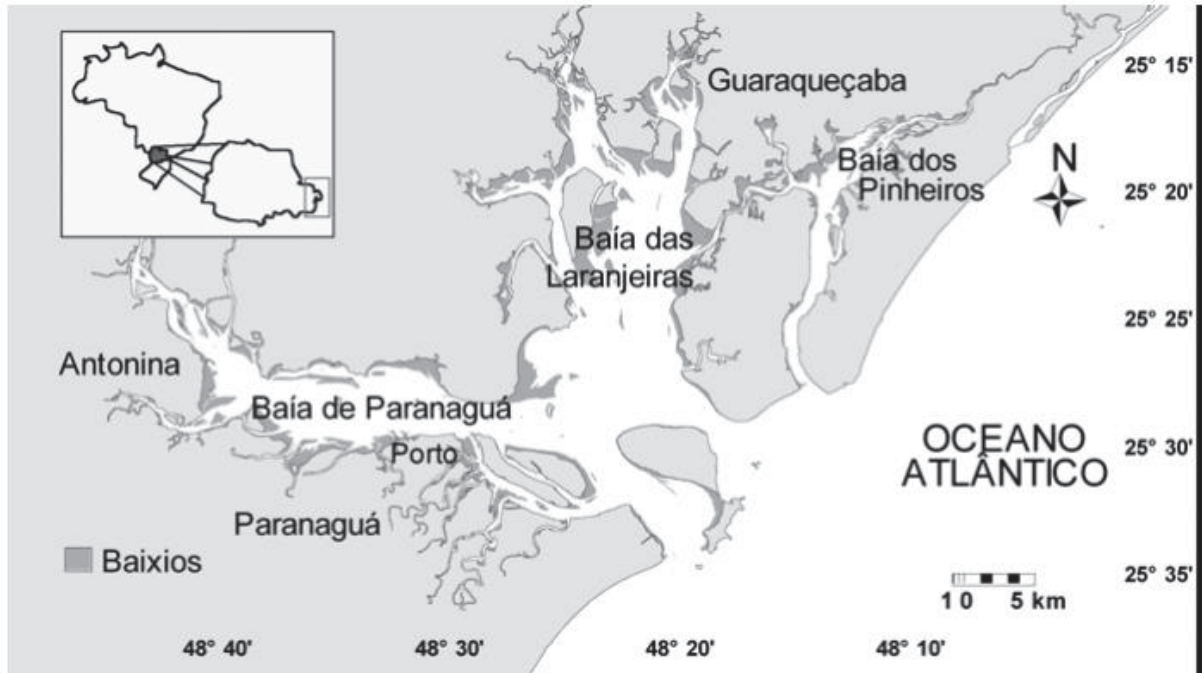 Guaraqueçaba
25° 15'
N
Baía dos
Pinheiros
25° 20'
Baía das
Laranjeiras
25° 25'
Antonina
Baía de Paranaguá
Porto
OCEANO
ATLÂNTICO
25° 30'
Paranaguá
Baixios
25° 35'
1 0 5 km
48° 40' 48° 30' 48° 20' 48° 10'